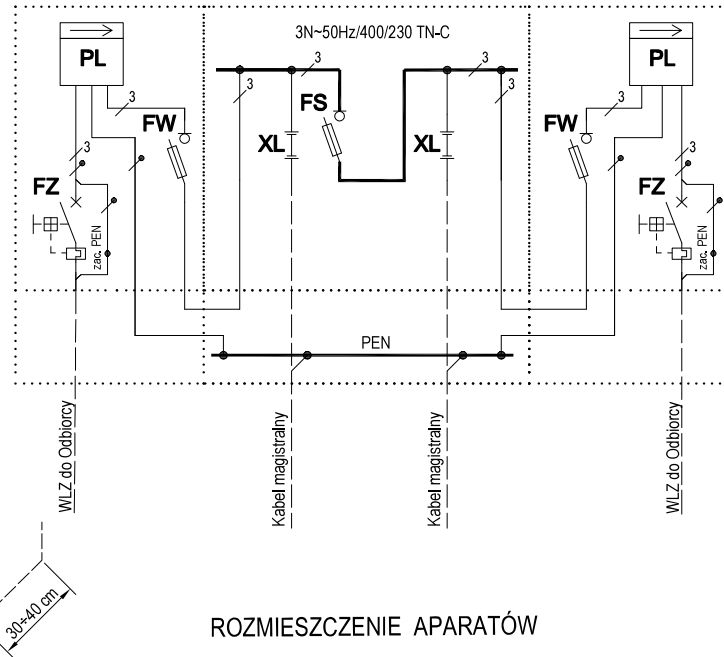 3N~50Hz/400/230 TN-C
PL
3
FW
3
FZ
zac. PEN
3
3
FS
XL
XL
3
3
PL
3
FW
3
FZ
zac. PEN
PEN
WLZ do Odbiorcy
Kabel magistralny
Kabel magistralny
WLZ do Odbiorcy
30÷40 cm
ROZMIESZCZENIE APARATÓW